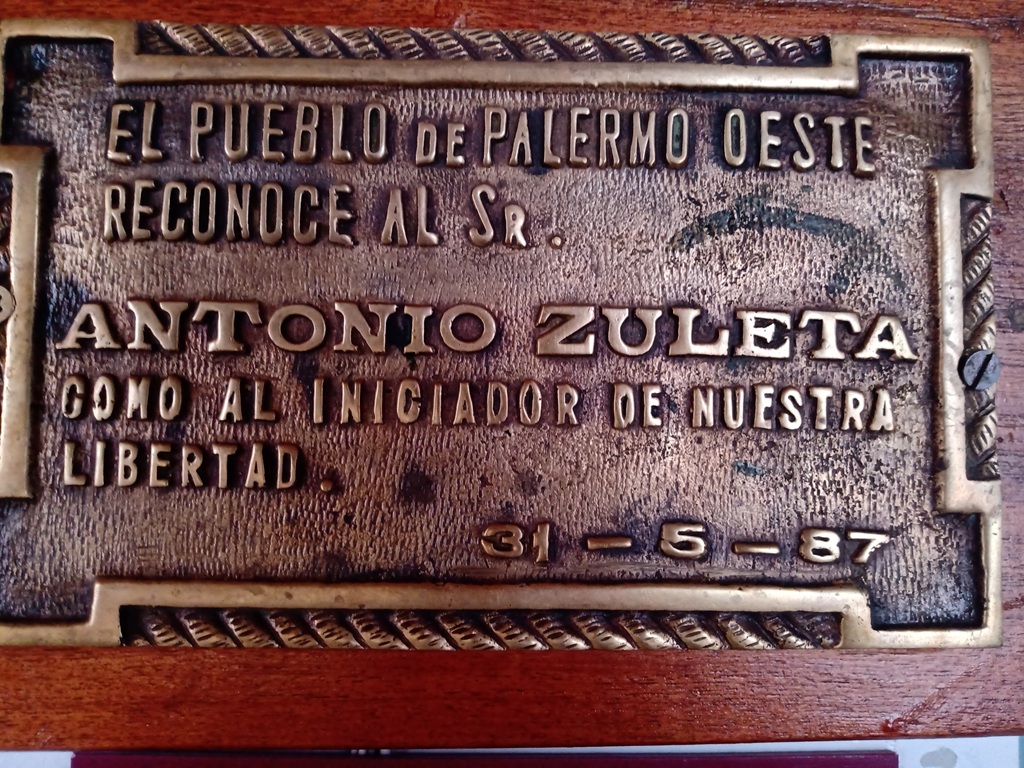 EL PUEBLO DE PALERMO OESTE
RECONOCE AL SR.
ANTONIO ZULETA
COMO AL INICIADOR DE NUESTRA
LIBERTAD.
31-5-87